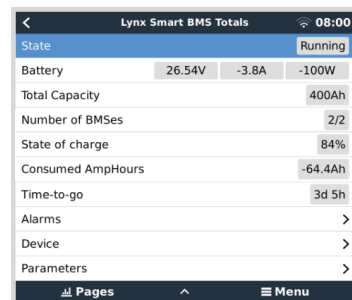 Lynx Smart BMS Totals 08:00
State Running
Battery 26.54V -3.8A -100W
Total Capacity 400Ah
Number of BMSes 2/2
State of charge 84%
Consumed AmpHours -64.4Ah
Time-to-go 3d 5h
Alarms
Device
Parameters
Pages Menu